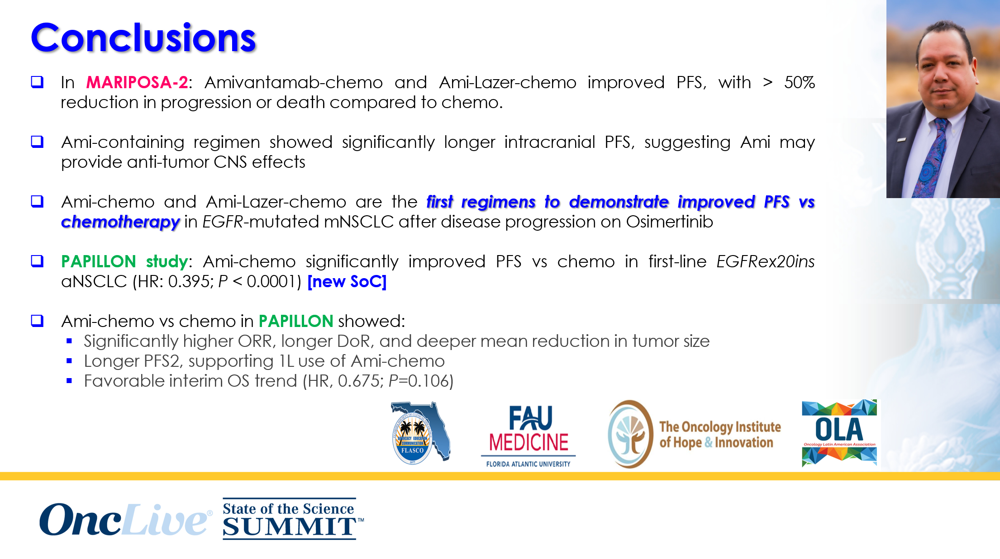 Conclusions
❑ In MARIPOSA-2: Amivantamab-chemo and Ami-Lazer-chemo improved PFS, with > 50%
reduction in progression or death compared to chemo.
❑ Ami-containing regimen showed significantly longer intracranial PFS, suggesting Ami may
provide anti-tumor CNS effects
❑ Ami-chemo and Ami-Lazer-chemo are the first regimens to demonstrate improved PFS vs
chemotherapy in EGFR-mutated mNSCLC after disease progression on Osimertinib
❑ PAPILLON study: Ami-chemo significantly improved PFS vs chemo in first-line EGFRex20ins
aNSCLC (HR: 0.395; P < 0.0001) [new SoC]
❑ Ami-chemo vs chemo in PAPILLON showed:
▪ Significantly higher ORR, longer DoR, and deeper mean reduction in tumor size
▪ Longer PFS2, supporting 1L use of Ami-chemo
▪ Favorable interim OS trend (HR, 0.675; P=0.106)
FLORIDA SOCIETY OF CLINICAL ONCOLOGY
ADVOCACY EDUCATION
COMMUNICATION
FLASCO
1977
FAU
MEDICINE
FLORIDA ATLANTIC UNIVERSITY
The Oncology Institute
of Hope & Innovation
OLA
Oncology Latin American Association
OncLive®
State of the Science
SUMMIT™